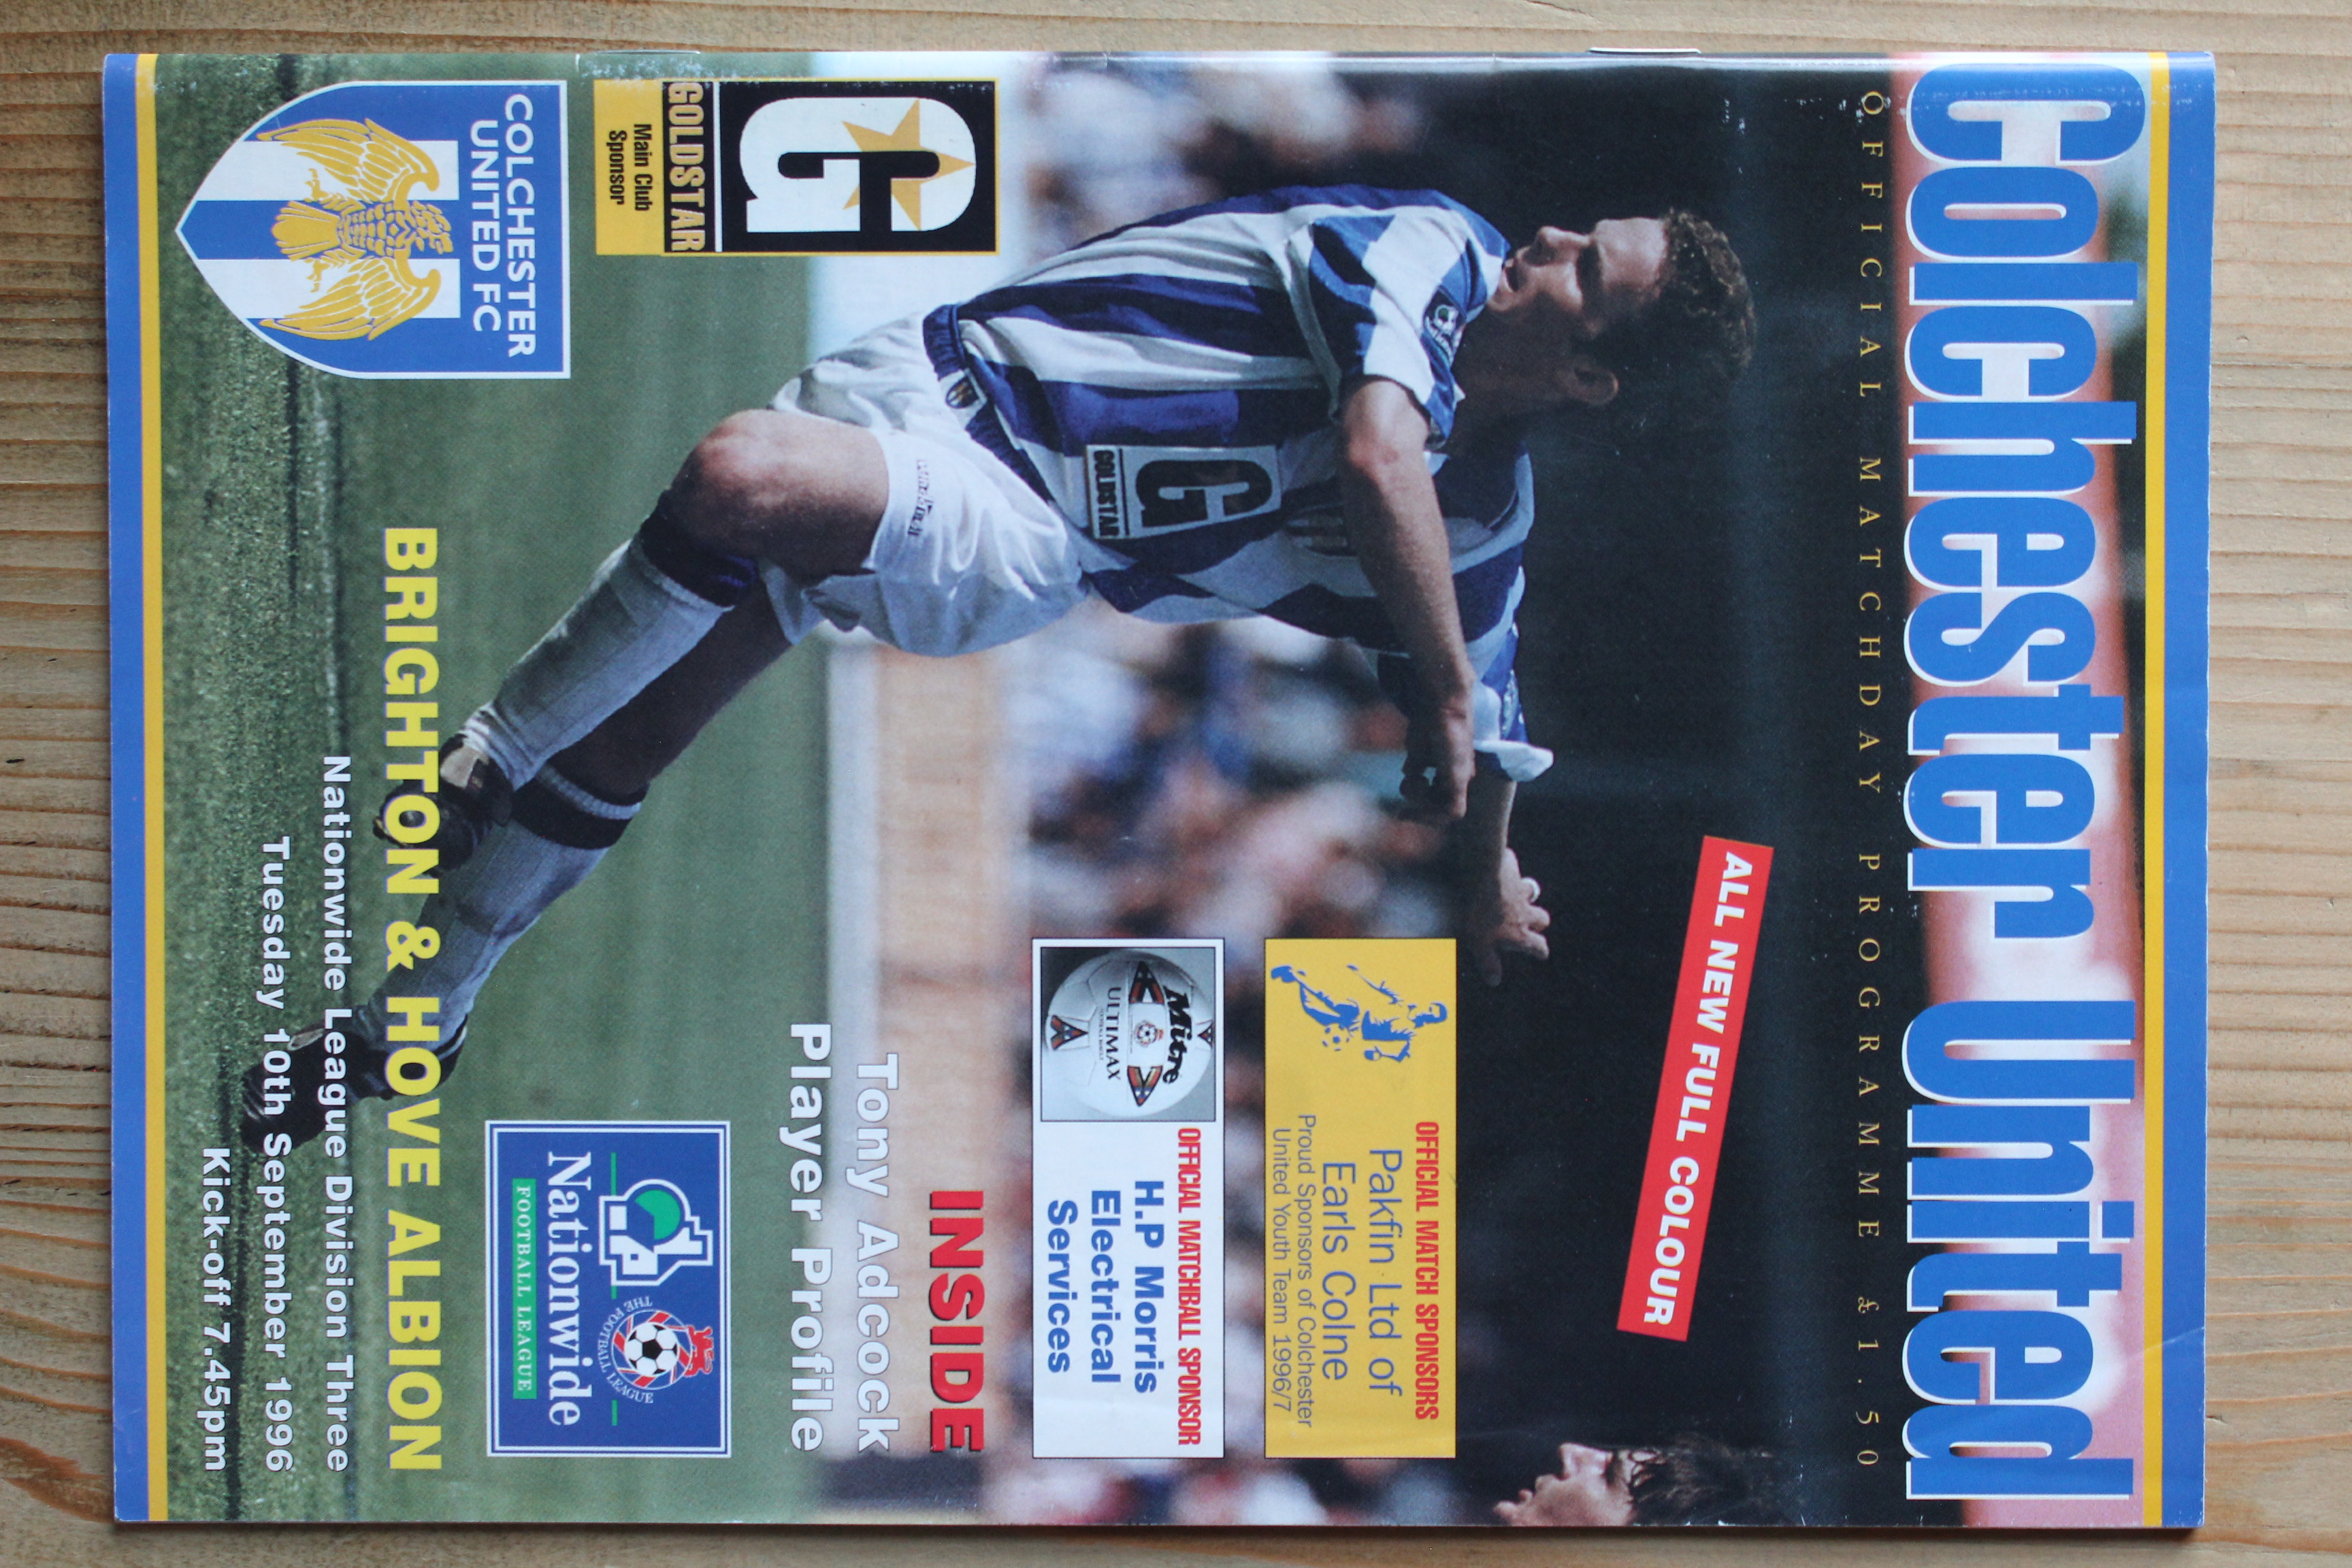 Colchester United
OFFICIAL MATCHDAY PROGRAMME £1.50
ALL NEW FULL COLOUR
OFFICIAL MATCH SPONSORS
Pakfin Ltd of
Earls Colne
Proud Sponsors of Colchester
United Youth Team 1996/7
OFFICIAL MATCHBALL SPONSOR
H.P Morris
Electrical
Services
Mitre
ULTIMAX
G
GOLDSTAR
G
GOLDSTAR
Main Club
Sponsor
INSIDE
Tony Adcock
Player Profile
THE FOOTBALL LEAGUE
Nationwide
FOOTBALL LEAGUE
COLCHESTER
UNITED FC
BRIGHTON & HOVE ALBION
Nationwide League Division Three
Tuesday 10th September 1996
Kick-off 7.45pm